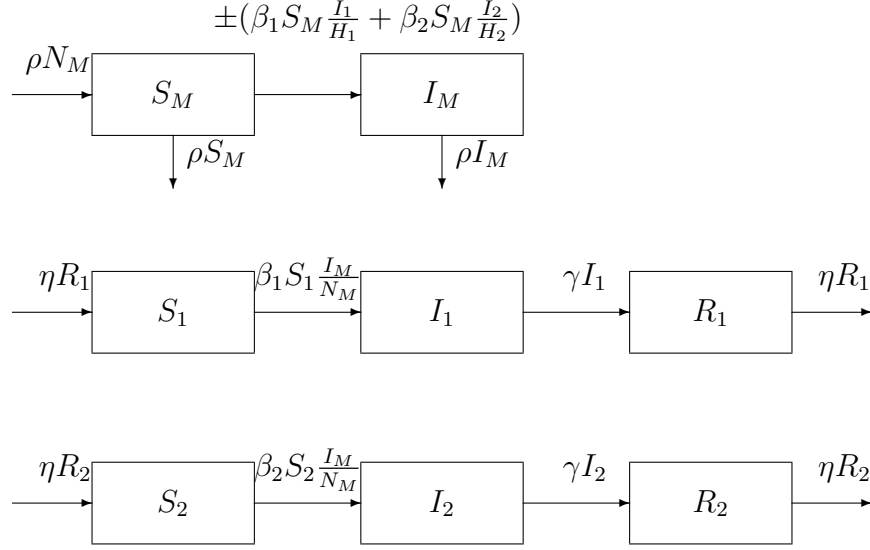 ±(β₁S_M I₁/H₁ + β₂S_M I₂/H₂)
ρN_M S_M I_M
ρS_M ρI_M
ηR₁ β₁S₁ I_M/N_M γI₁ ηR₁
S₁ I₁ R₁
ηR₂ β₂S₂ I_M/N_M γI₂ ηR₂
S₂ I₂ R₂